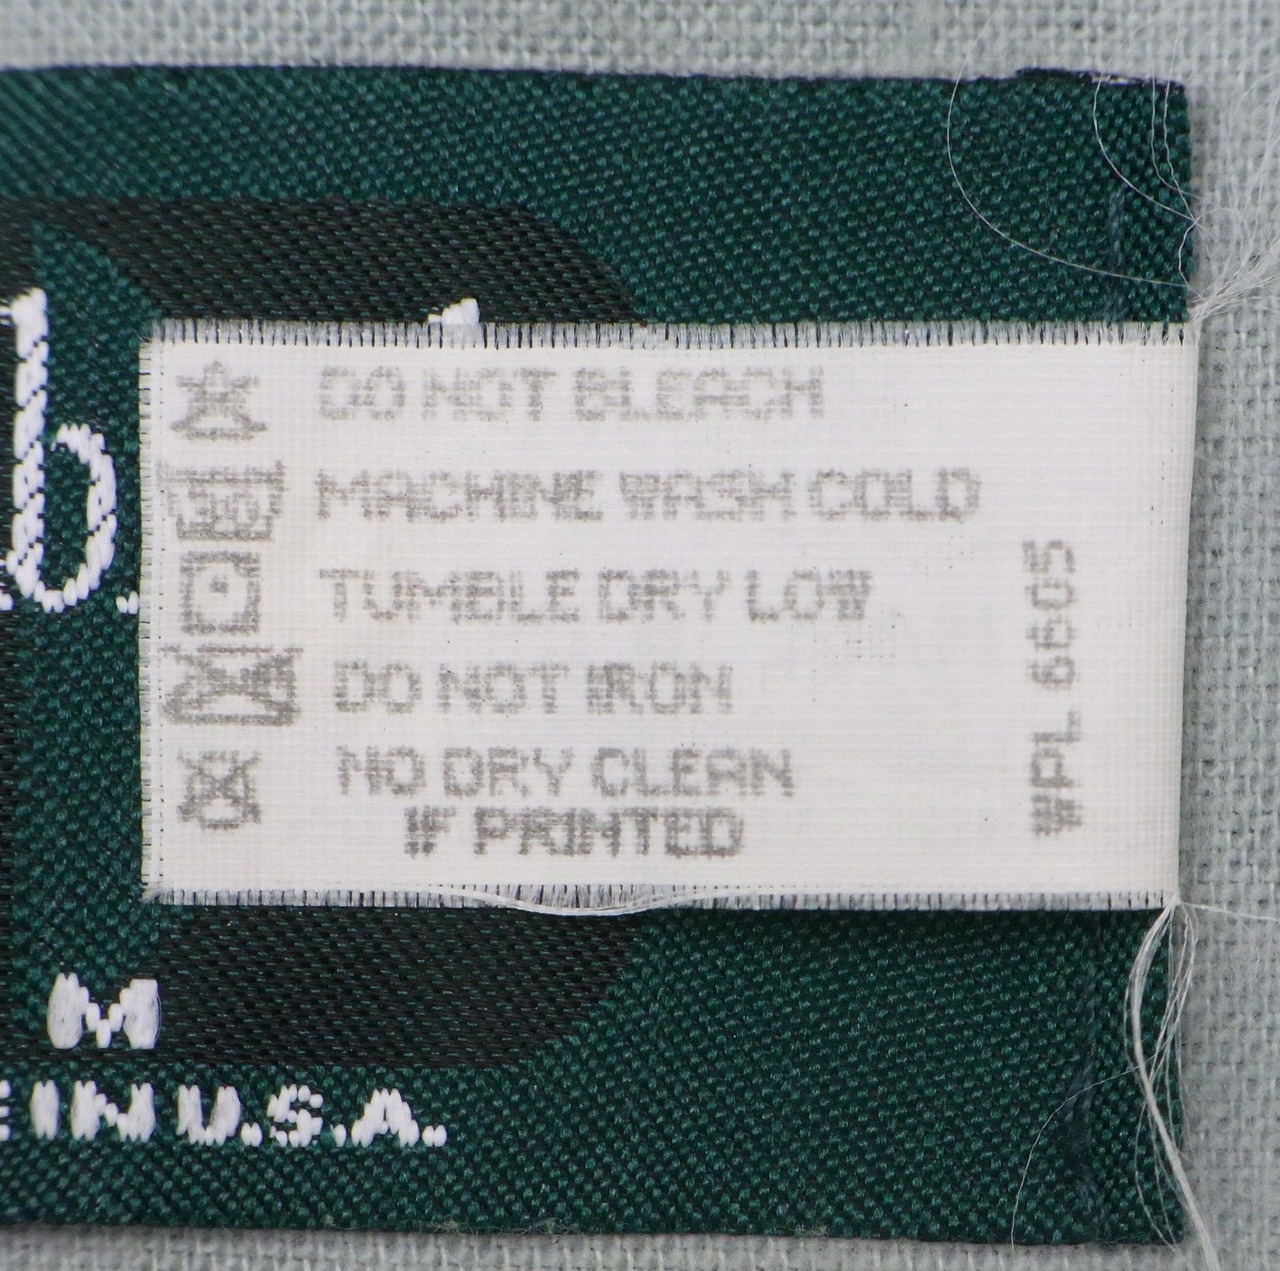 DO NOT BLEACH
MACHINE WASH COLD
TUMBLE DRY LOW
DO NOT IRON
NO DRY CLEAN
IF PRINTED
WPL 6605
b.
M
IN U.S.A.